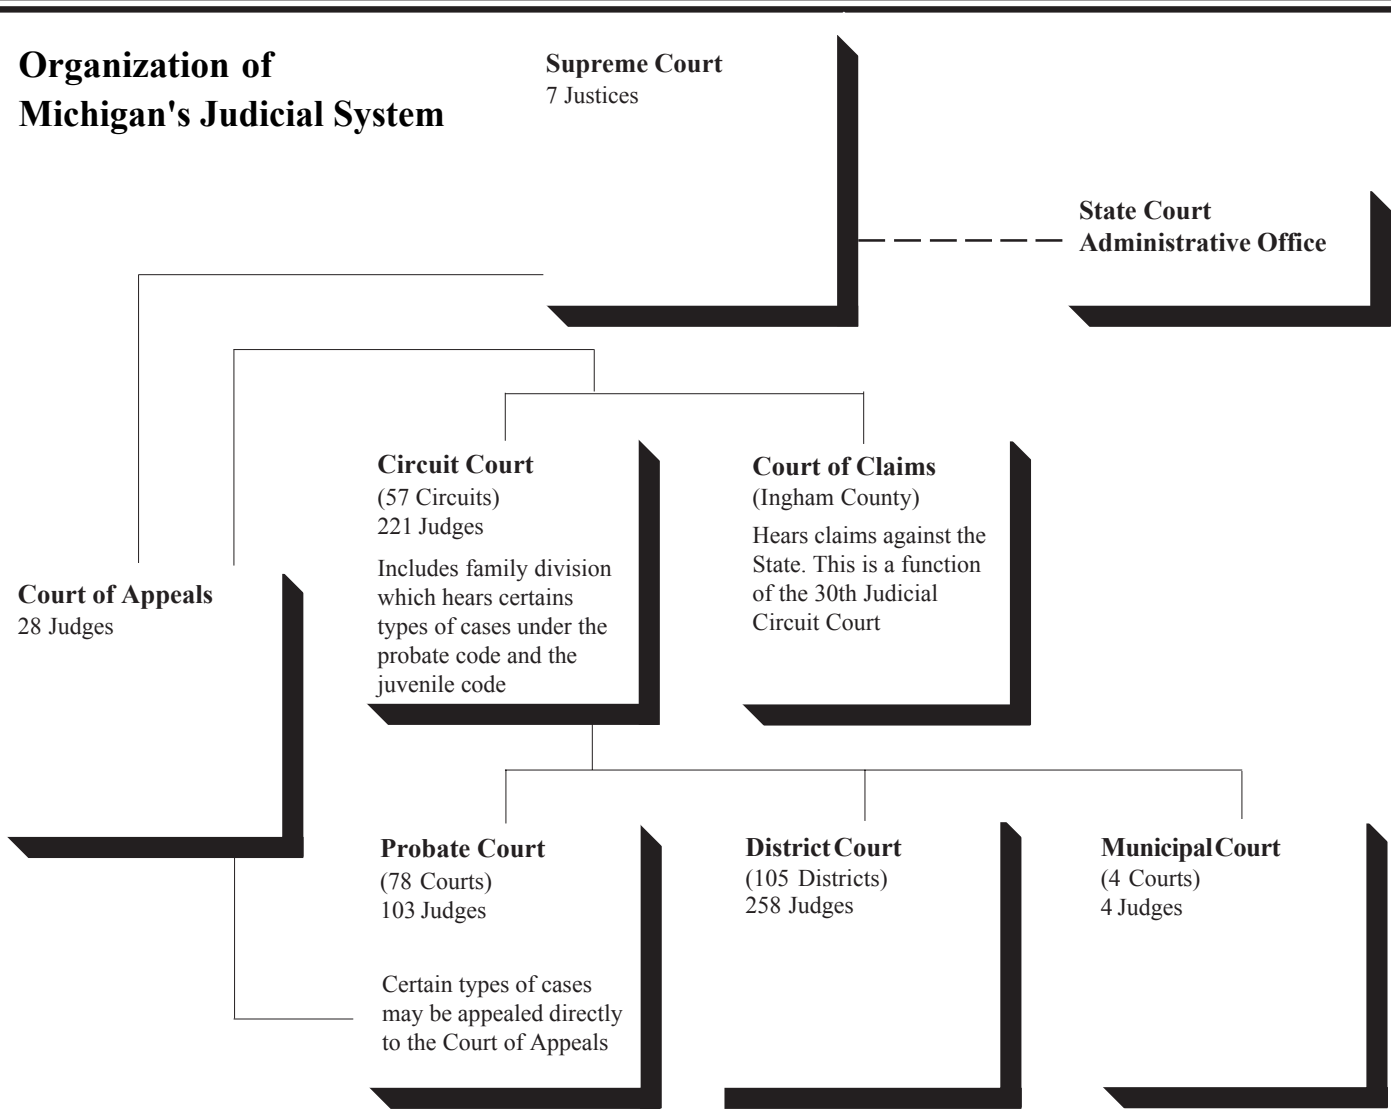 Organization of
Michigan's Judicial System
Supreme Court
7 Justices
State Court
Administrative Office
Circuit Court
(57 Circuits)
221 Judges
Includes family division
which hears certains
types of cases under the
probate code and the
juvenile code
Court of Claims
(Ingham County)
Hears claims against the
State. This is a function
of the 30th Judicial
Circuit Court
Court of Appeals
28 Judges
Probate Court
(78 Courts)
103 Judges
Certain types of cases
may be appealed directly
to the Court of Appeals
District Court
(105 Districts)
258 Judges
Municipal Court
(4 Courts)
4 Judges